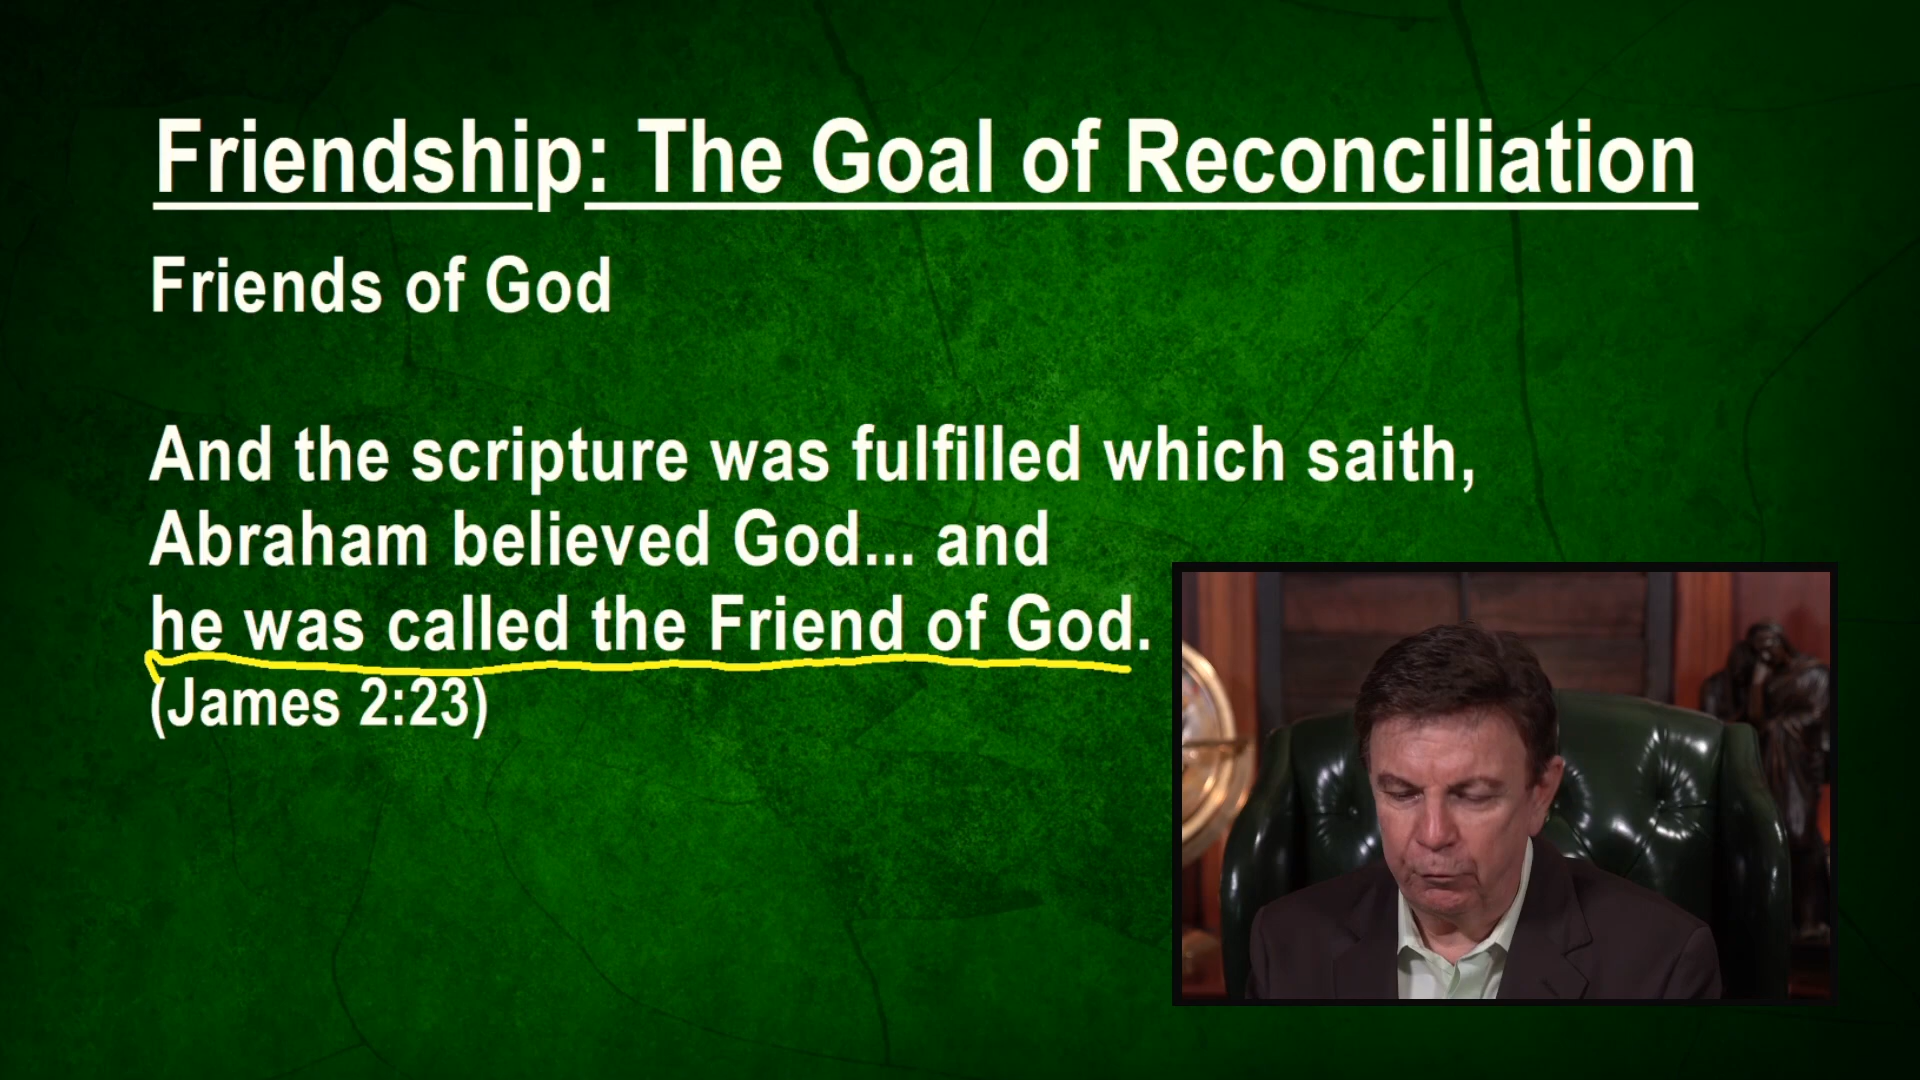 Friendship: The Goal of Reconciliation
Friends of God
And the scripture was fulfilled which saith,
Abraham believed God... and
he was called the Friend of God.
(James 2:23)